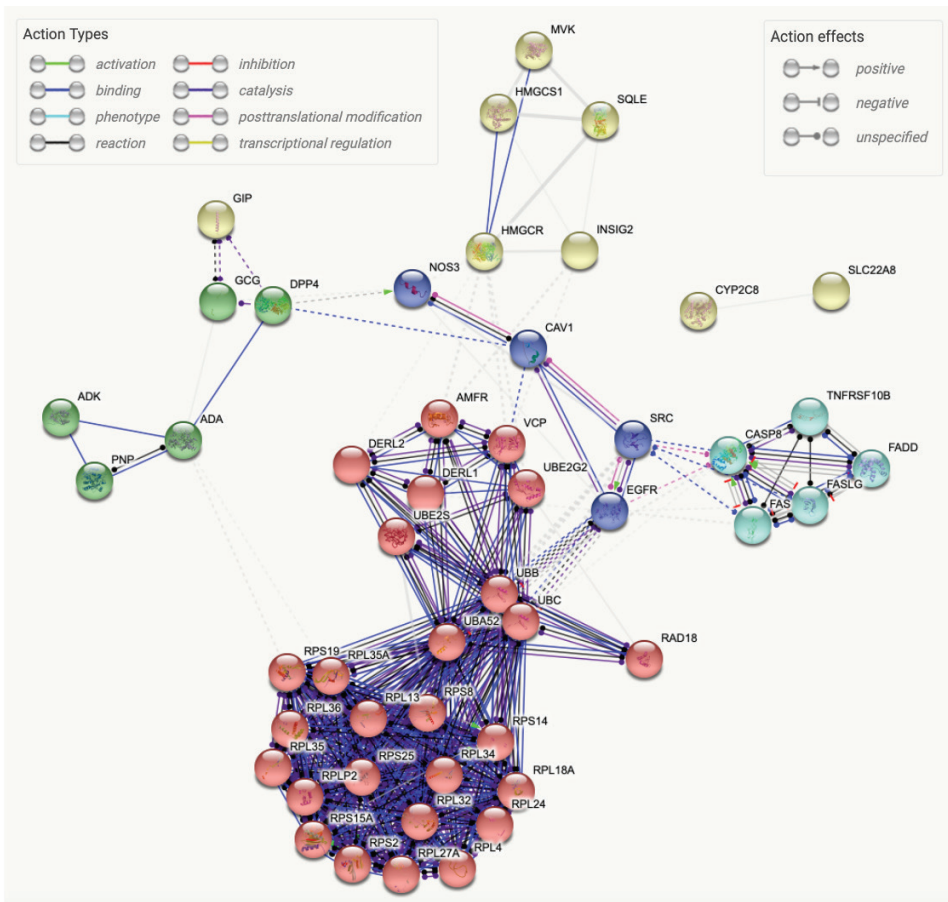 Action Types
activation
inhibition
binding
catalysis
phenotype
posttranslational modification
reaction
transcriptional regulation
Action effects
positive
negative
unspecified
MVK
HMGCS1
SQLE
GIP
HMGCR
INSIG2
NOS3
SLC22A8
GCG
DPP4
CYP2C8
CAV1
ADK
AMFR
TNFRSF10B
ADA
SRC
VCP
CASP8
DERL2
FADD
PNP
UBE2G2
DERL1
FASLG
EGFR
FAS
UBE2S
UBB
UBC
UBA52
RAD18
RPS19
RPL35A
RPS8
RPL13
RPL36
RPS14
RPL35
RPS25
RPL34
RPL18A
RPLP2
RPL32
RPL24
RPS15A
RPS2
RPL4
RPL27A